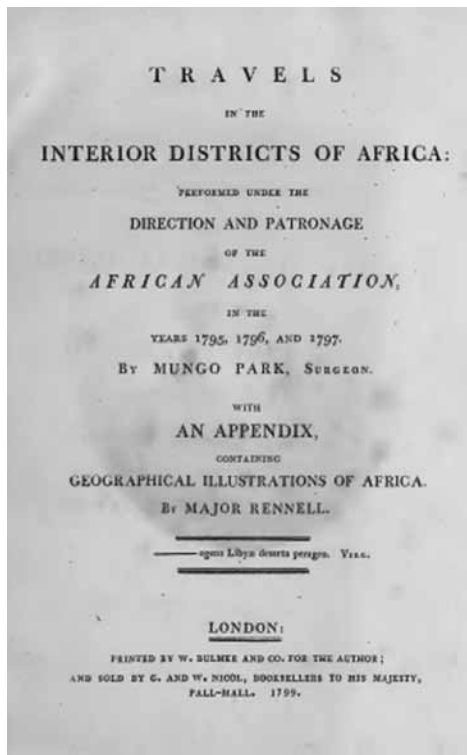 TRAVELS
IN THE
INTERIOR DISTRICTS OF AFRICA:
PERFORMED UNDER THE
DIRECTION AND PATRONAGE
OF THE
AFRICAN ASSOCIATION,
IN THE
YEARS 1795, 1796, AND 1797.
BY MUNGO PARK, SURGEON.
WITH
AN APPENDIX,
CONTAINING
GEOGRAPHICAL ILLUSTRATIONS OF AFRICA.
BY MAJOR RENNELL.
——egens Libyæ deserta peragro. VIRG.
LONDON:
PRINTED BY W. BULMER AND CO. FOR THE AUTHOR;
AND SOLD BY G. AND W. NICOL, BOOKSELLERS TO HIS MAJESTY,
PALL-MALL. 1799.